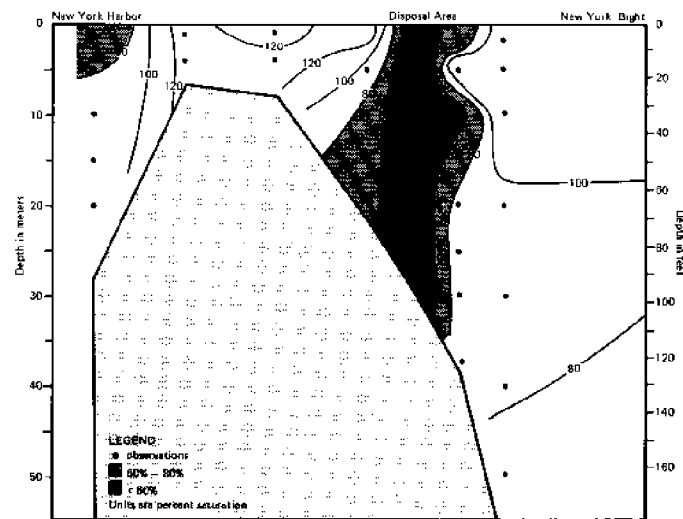 New York Harbor
Disposal Area
New York Bight
0
10
20
30
40
50
Depth in meters
0
20
40
60
80
100
120
140
160
Depth in feet
100
120
120
120
100
80
100
80
LEGEND
observations
60% – 80%
< 60%
Units are percent saturation